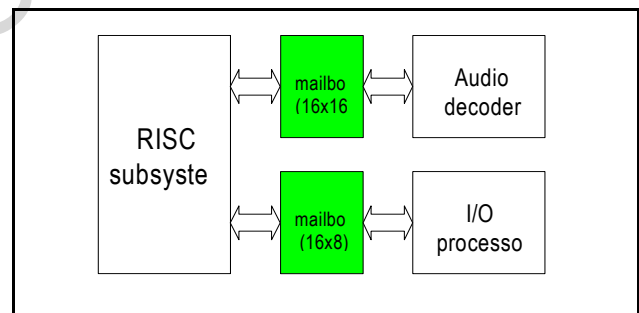 RISC
subsyste
mailbo
(16x16
Audio
decoder
mailbo
(16x8)
I/O
processo